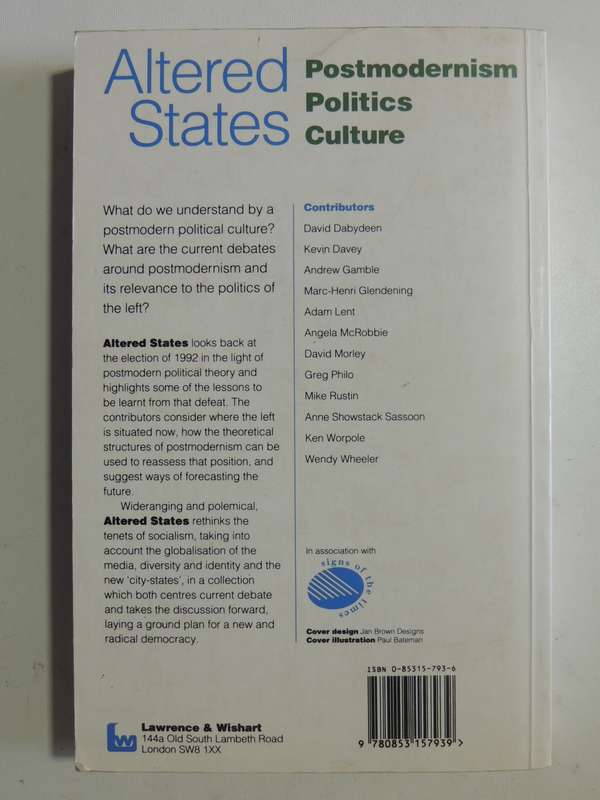 Altered
States
Postmodernism
Politics
Culture
What do we understand by a
postmodern political culture?
What are the current debates
around postmodernism and
its relevance to the politics of
the left?
Altered States looks back at
the election of 1992 in the light of
postmodern political theory and
highlights some of the lessons to
be learnt from that defeat. The
contributors consider where the left
is situated now, how the theoretical
structures of postmodernism can be
used to reassess that position, and
suggest ways of forecasting the
future.
Wideranging and polemical,
Altered States rethinks the
tenets of socialism, taking into
account the globalisation of the
media, diversity and identity and the
new 'city-states', in a collection
which both centres current debate
and takes the discussion forward,
laying a ground plan for a new and
radical democracy.
Contributors
David Dabydeen
Kevin Davey
Andrew Gamble
Marc-Henri Glendening
Adam Lent
Angela McRobbie
David Morley
Greg Philo
Mike Rustin
Anne Showstack Sassoon
Ken Worpole
Wendy Wheeler
In association with
signs of the times
Cover design Jan Brown Designs
Cover illustration Paul Bateman
ISBN 0-85315-793-6
9 780853 157939 >
lw
Lawrence & Wishart
144a Old South Lambeth Road
London SW8 1XX